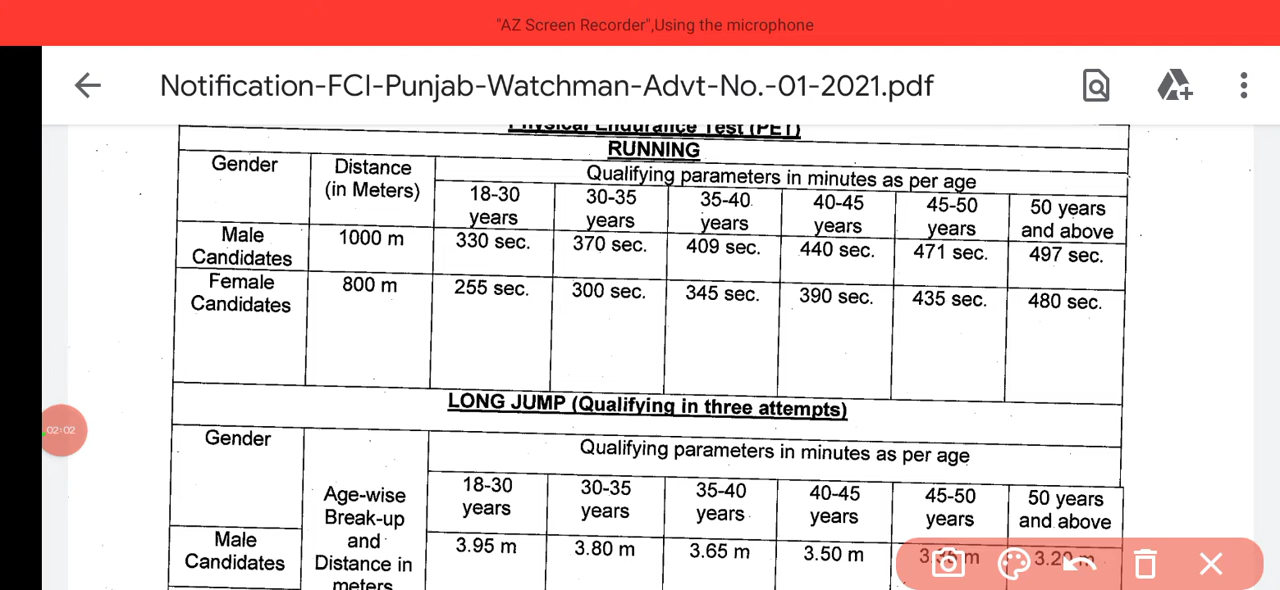 "AZ Screen Recorder",Using the microphone
Notification-FCI-Punjab-Watchman-Advt-No.-01-2021.pdf
Physical Endurance Test (PET)
RUNNING
Gender Distance (in Meters) Qualifying parameters in minutes as per age
18-30 years 30-35 years 35-40 years 40-45 years 45-50 years 50 years and above
Male Candidates 1000 m 330 sec. 370 sec. 409 sec. 440 sec. 471 sec. 497 sec.
Female Candidates 800 m 255 sec. 300 sec. 345 sec. 390 sec. 435 sec. 480 sec.
02:02
LONG JUMP (Qualifying in three attempts)
Gender Age-wise Break-up and Distance in meters Qualifying parameters in minutes as per age
18-30 years 30-35 years 35-40 years 40-45 years 45-50 years 50 years and above
Male Candidates 3.95 m 3.80 m 3.65 m 3.50 m